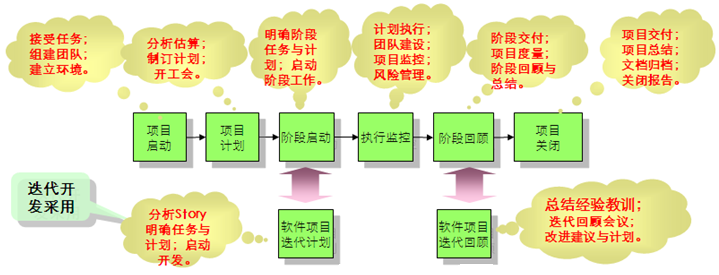 接受任务；
组建团队；
建立环境。
分析估算；
制订计划；
开工会。
明确阶段
任务与计
划；启动
阶段工作。
计划执行；
团队建设；
项目监控；
风险管理。
阶段交付；
项目度量；
阶段回顾与
总结。
项目交付；
项目总结；
文档归档；
关闭报告。
项目
启动
项目
计划
阶段启动
执行监控
阶段回顾
项目
关闭
迭代开
发采用
分析Story
明确任务与
计划；启动
开发。
软件项目
迭代计划
软件项目
迭代回顾
总结经验教训；
迭代回顾会议；
改进建议与计划。